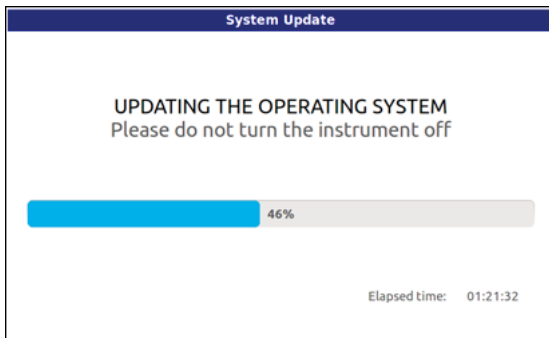 System Update
UPDATING THE OPERATING SYSTEM
Please do not turn the instrument off
46%
Elapsed time: 01:21:32